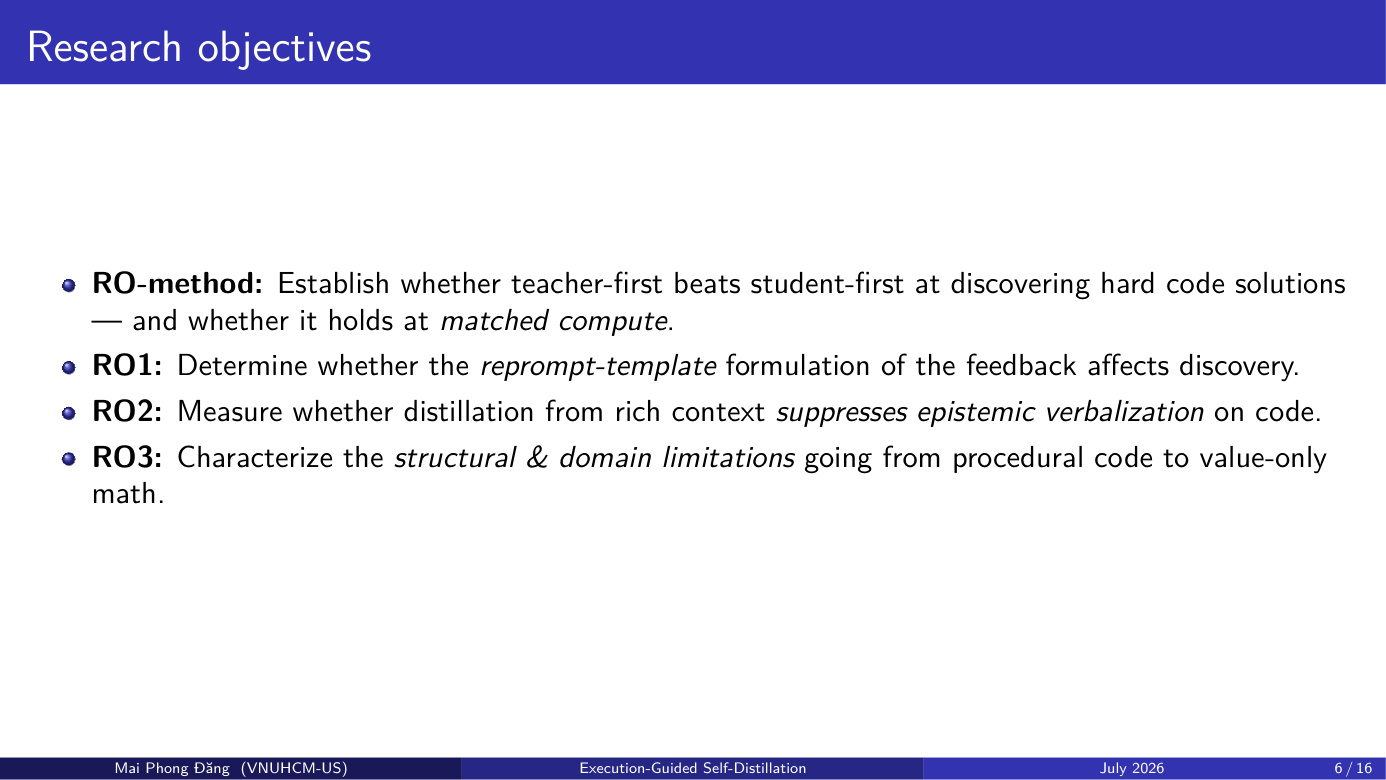 Research objectives
RO-method: Establish whether teacher-first beats student-first at discovering hard code solutions
— and whether it holds at matched compute.
RO1: Determine whether the reprompt-template formulation of the feedback affects discovery.
RO2: Measure whether distillation from rich context suppresses epistemic verbalization on code.
RO3: Characterize the structural & domain limitations going from procedural code to value-only
math.
Mai Phong Đăng (VNUHCM-US)
Execution-Guided Self-Distillation
July 2026
6 / 16